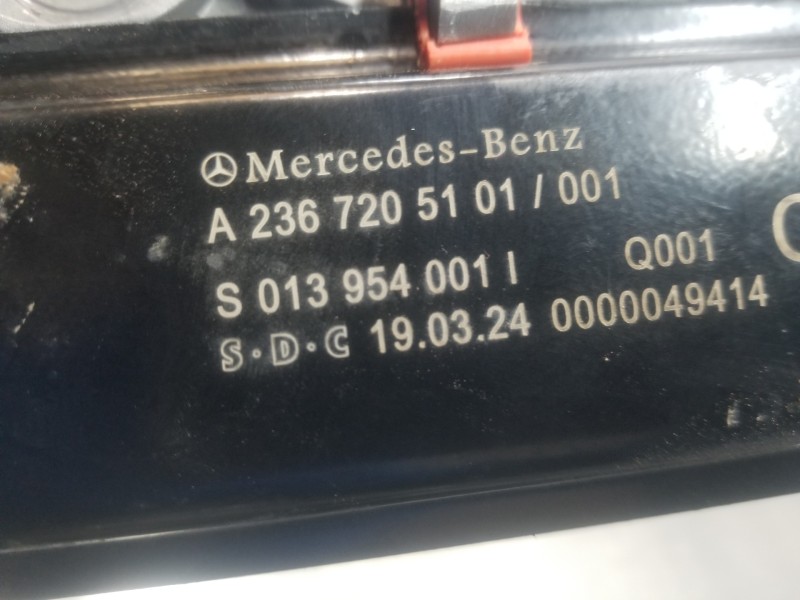 Mercedes-Benz
A 236 720 51 01 / 001
S 013 954 001 I Q001
S·D·C 19.03.24 0000049414